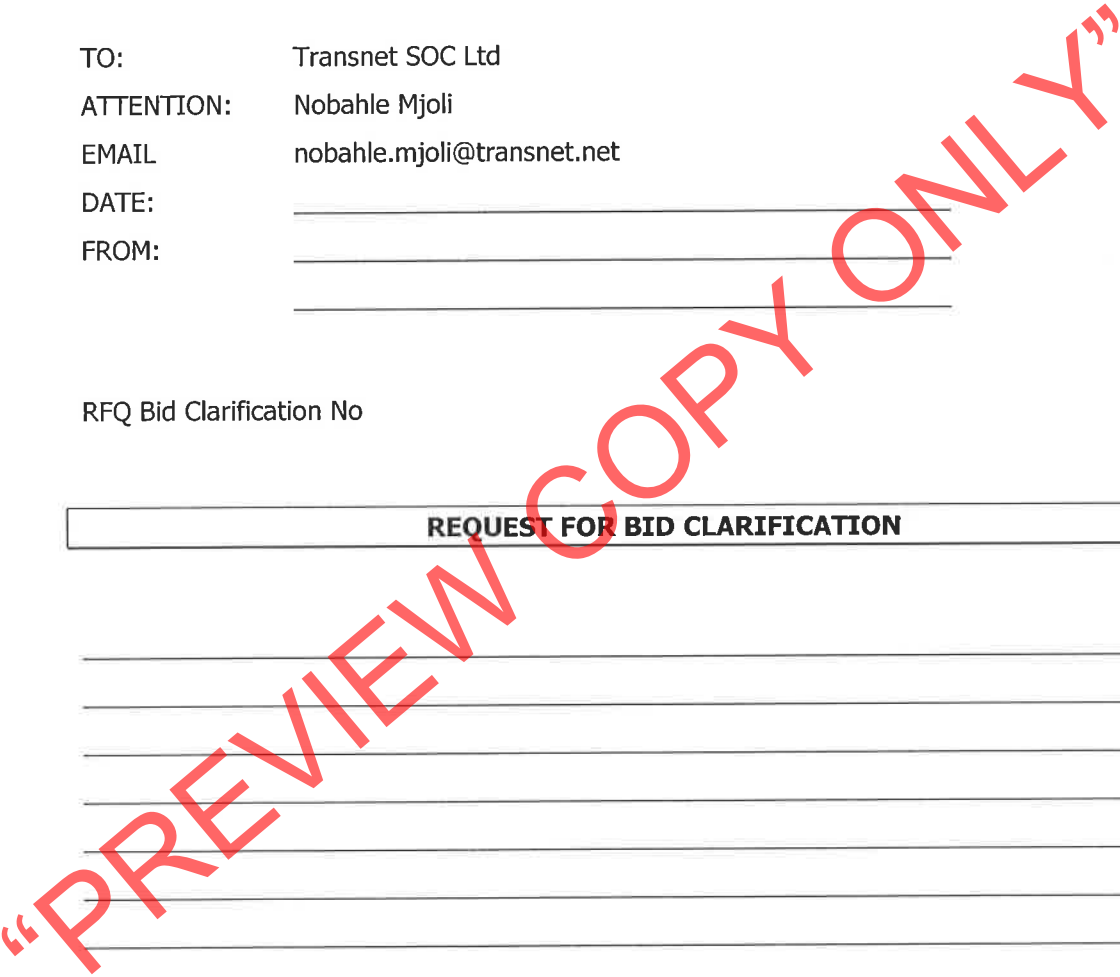 TO: Transnet SOC Ltd
ATTENTION: Nobahle Mjoli
EMAIL nobahle.mjoli@transnet.net
DATE:
FROM:
RFQ Bid Clarification No
REQUEST FOR BID CLARIFICATION
“PREVIEW COPY ONLY”